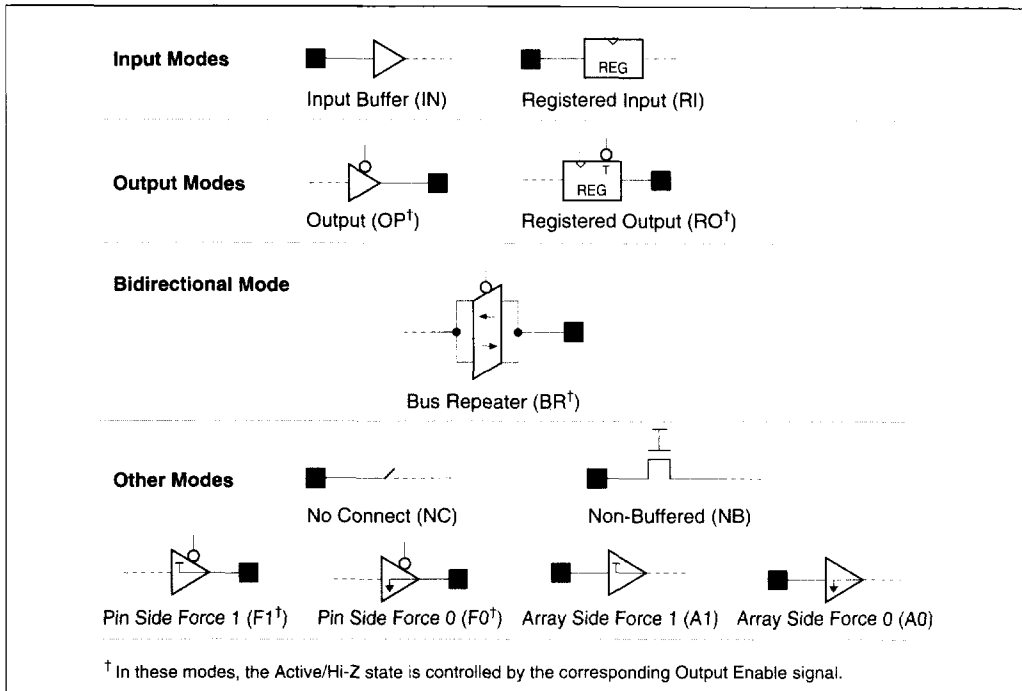 Input Modes
REG
Input Buffer (IN)
Registered Input (RI)
Output Modes
T
REG
Output (OP†)
Registered Output (RO†)
Bidirectional Mode
Bus Repeater (BR†)
Other Modes
No Connect (NC)
Non-Buffered (NB)
Pin Side Force 1 (F1†)
Pin Side Force 0 (F0†)
Array Side Force 1 (A1)
Array Side Force 0 (A0)
† In these modes, the Active/Hi-Z state is controlled by the corresponding Output Enable signal.